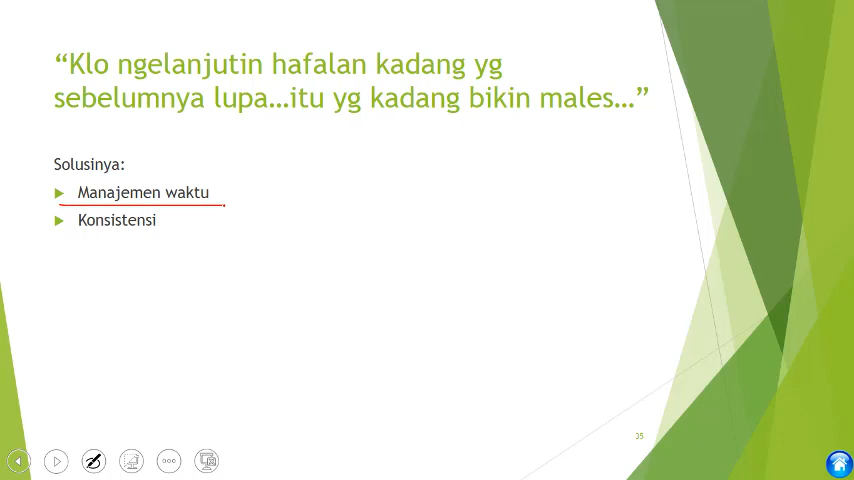 “Klo ngelanjutin hafalan kadang yg
sebelumnya lupa…itu yg kadang bikin males…”
Solusinya:
Manajemen waktu
Konsistensi
35